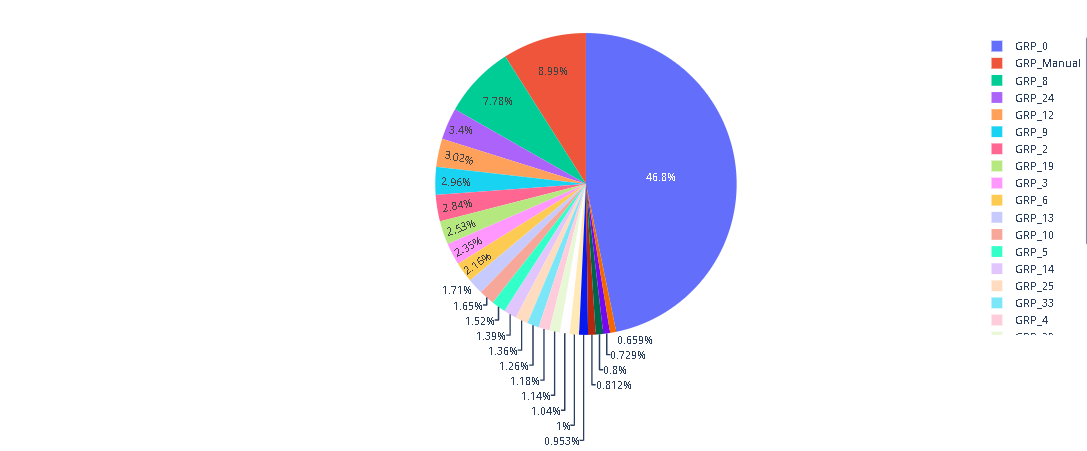 8.99%
7.78%
3.4%
3.02%
2.96%
2.84%
2.53%
2.35%
2.16%
1.71%
1.65%
1.52%
1.39%
1.36%
1.26%
1.18%
1.14%
1.04%
1%
0.953%
46.8%
0.659%
0.729%
0.8%
0.812%
GRP_0
GRP_Manual
GRP_8
GRP_24
GRP_12
GRP_9
GRP_2
GRP_19
GRP_3
GRP_6
GRP_13
GRP_10
GRP_5
GRP_14
GRP_25
GRP_33
GRP_4